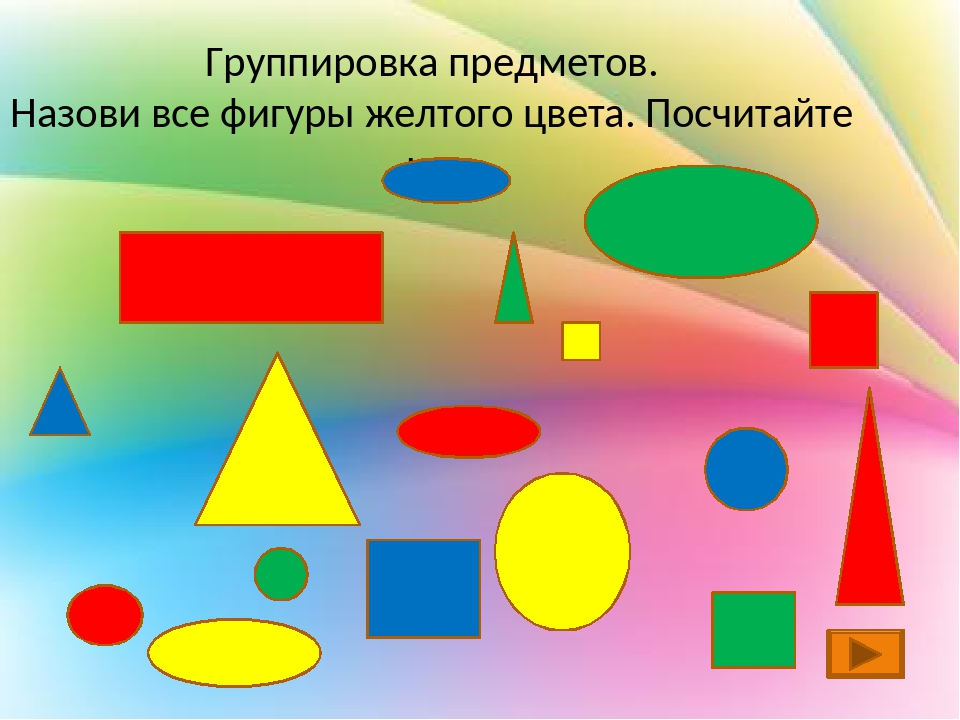 Группировка предметов.
Назови все фигуры желтого цвета. Посчитайте